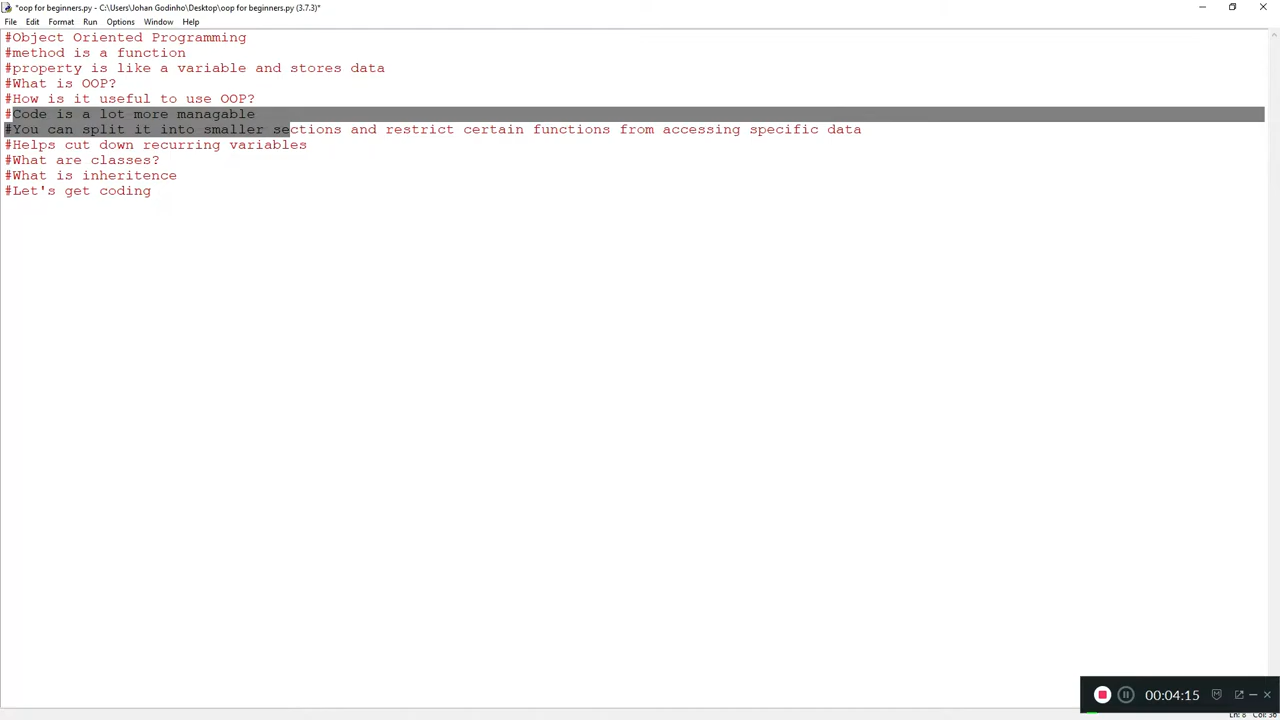 *oop for beginners.py - C:\Users\Johan Godinho\Desktop\oop for beginners.py (3.7.3)*
File Edit Format Run Options Window Help
#Object Oriented Programming
#method is a function
#property is like a variable and stores data
#What is OOP?
#How is it useful to use OOP?
#Code is a lot more managable
#You can split it into smaller sections and restrict certain functions from accessing specific data
#Helps cut down recurring variables
#What are classes?
#What is inheritence
#Let's get coding
00:04:15
Ln: 8 Col: 36